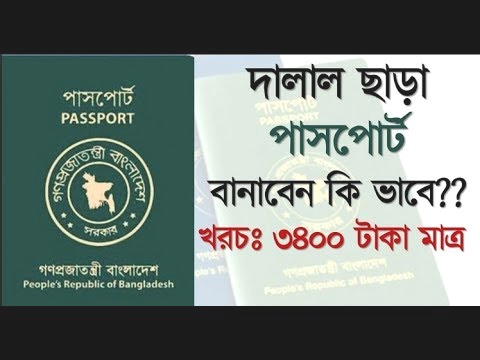 পাসপোর্ট
PASSPORT
গণপ্রজাতন্ত্রী বাংলাদেশ
সরকার
গণপ্রজাতন্ত্রী বাংলাদেশ
People's Republic of Bangladesh
দালাল ছাড়া
পাসপোর্ট
বানাবেন কি ভাবে??
খরচঃ ৩৪০০ টাকা মাত্র